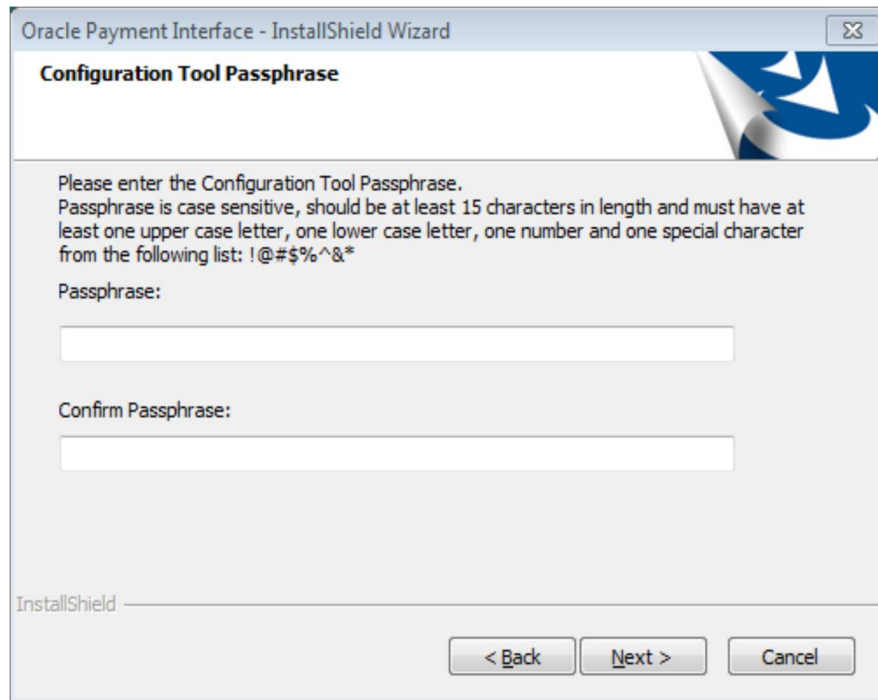 Oracle Payment Interface - InstallShield Wizard
Configuration Tool Passphrase
Please enter the Configuration Tool Passphrase.
Passphrase is case sensitive, should be at least 15 characters in length and must have at
least one upper case letter, one lower case letter, one number and one special character
from the following list: !@#$%^&*
Passphrase:
Confirm Passphrase:
InstallShield
< Back Next > Cancel